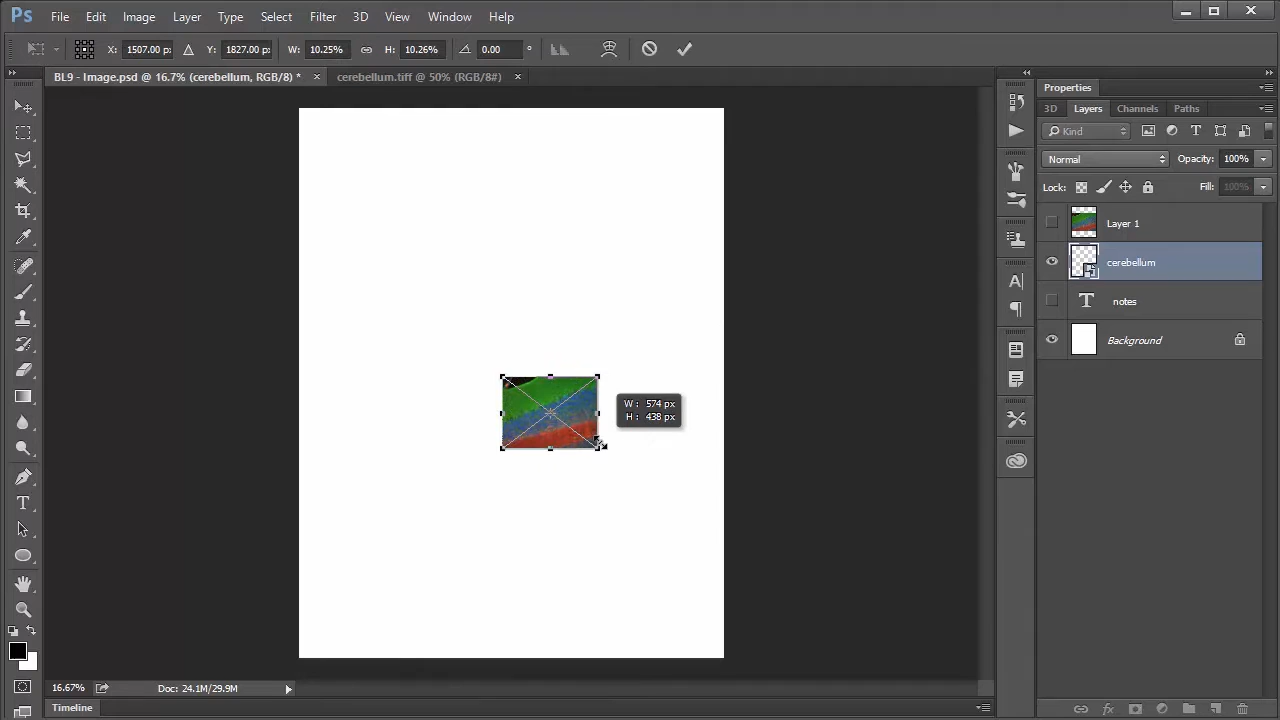 Ps File Edit Image Layer Type Select Filter 3D View Window Help
X: 1507.00 px Y: 1827.00 px W: 10.25% H: 10.26% 0.00 °
BL9 - Image.psd @ 16.7% (cerebellum, RGB/8) * × cerebellum.tiff @ 50% (RGB/8#) ×
Properties
3D Layers Channels Paths
Kind
Normal Opacity: 100%
Lock: Fill: 100%
Layer 1
cerebellum
T notes
Background
W : 574 px
H : 438 px
16.67% Doc: 24.1M/29.9M
Timeline